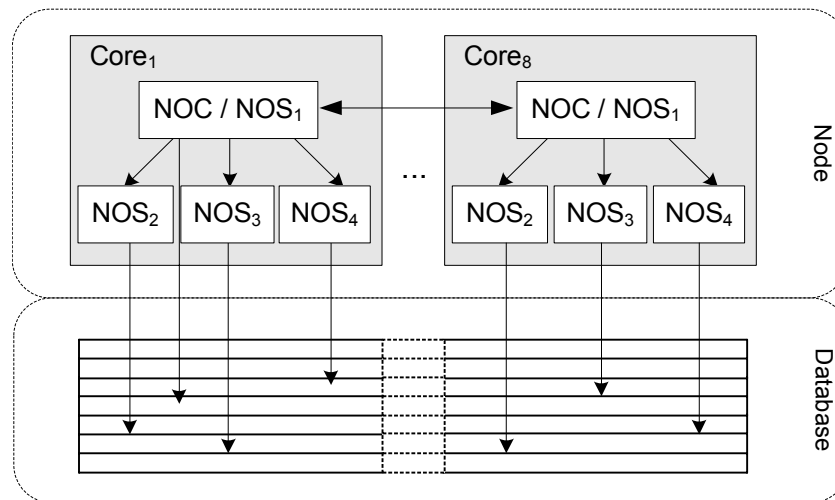 Core₁
Core₈
NOC / NOS₁
NOC / NOS₁
Node
...
NOS₂
NOS₃
NOS₄
NOS₂
NOS₃
NOS₄
Database